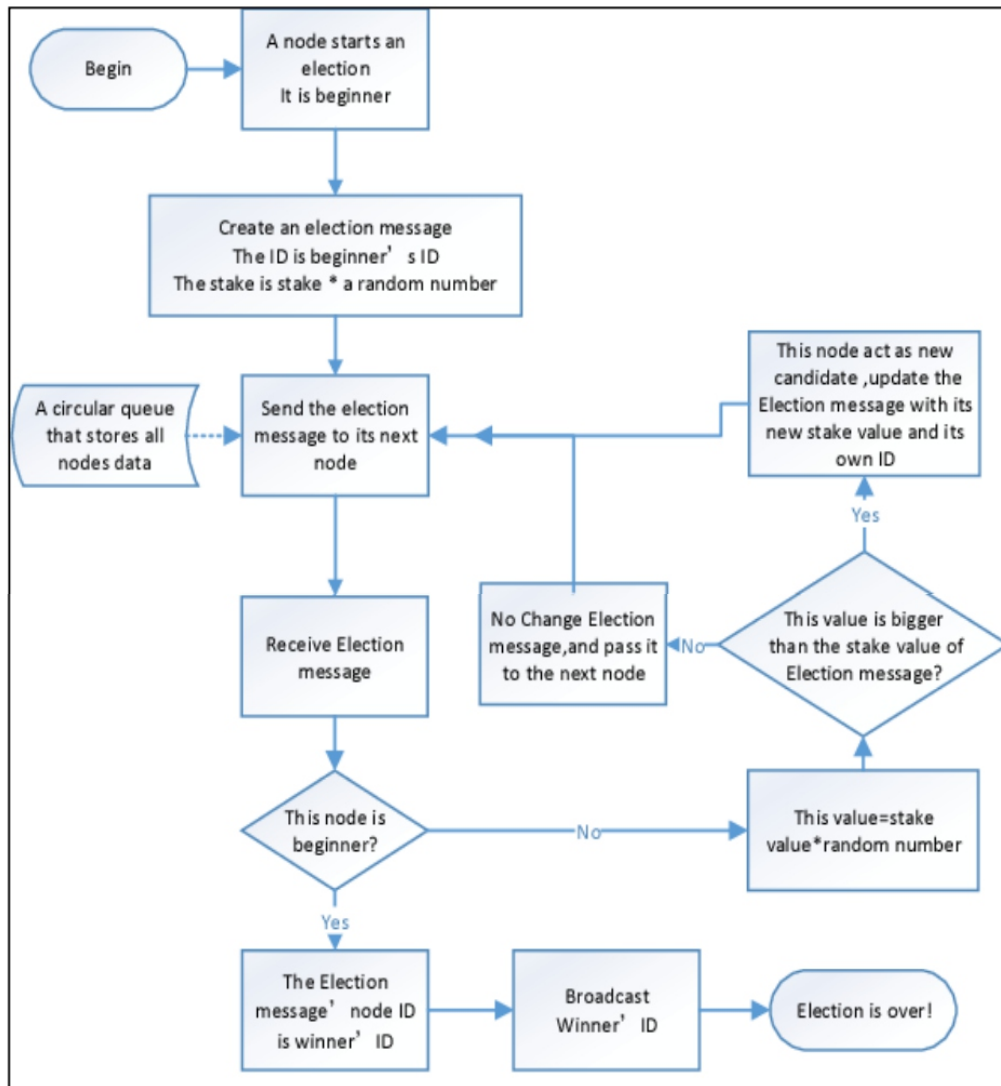 Begin
A node starts an
election
It is beginner
Create an election message
The ID is beginner’ s ID
The stake is stake * a random number
A circular queue
that stores all
nodes data
Send the election
message to its next
node
This node act as new
candidate ,update the
Election message with its
new stake value and its
own ID
Yes
This value is bigger
than the stake value of
Election message?
No
No Change Election
message,and pass it
to the next node
Receive Election
message
This node is
beginner?
No
This value=stake
value*random number
Yes
The Election
message’ node ID
is winner’ ID
Broadcast
Winner’ ID
Election is over!